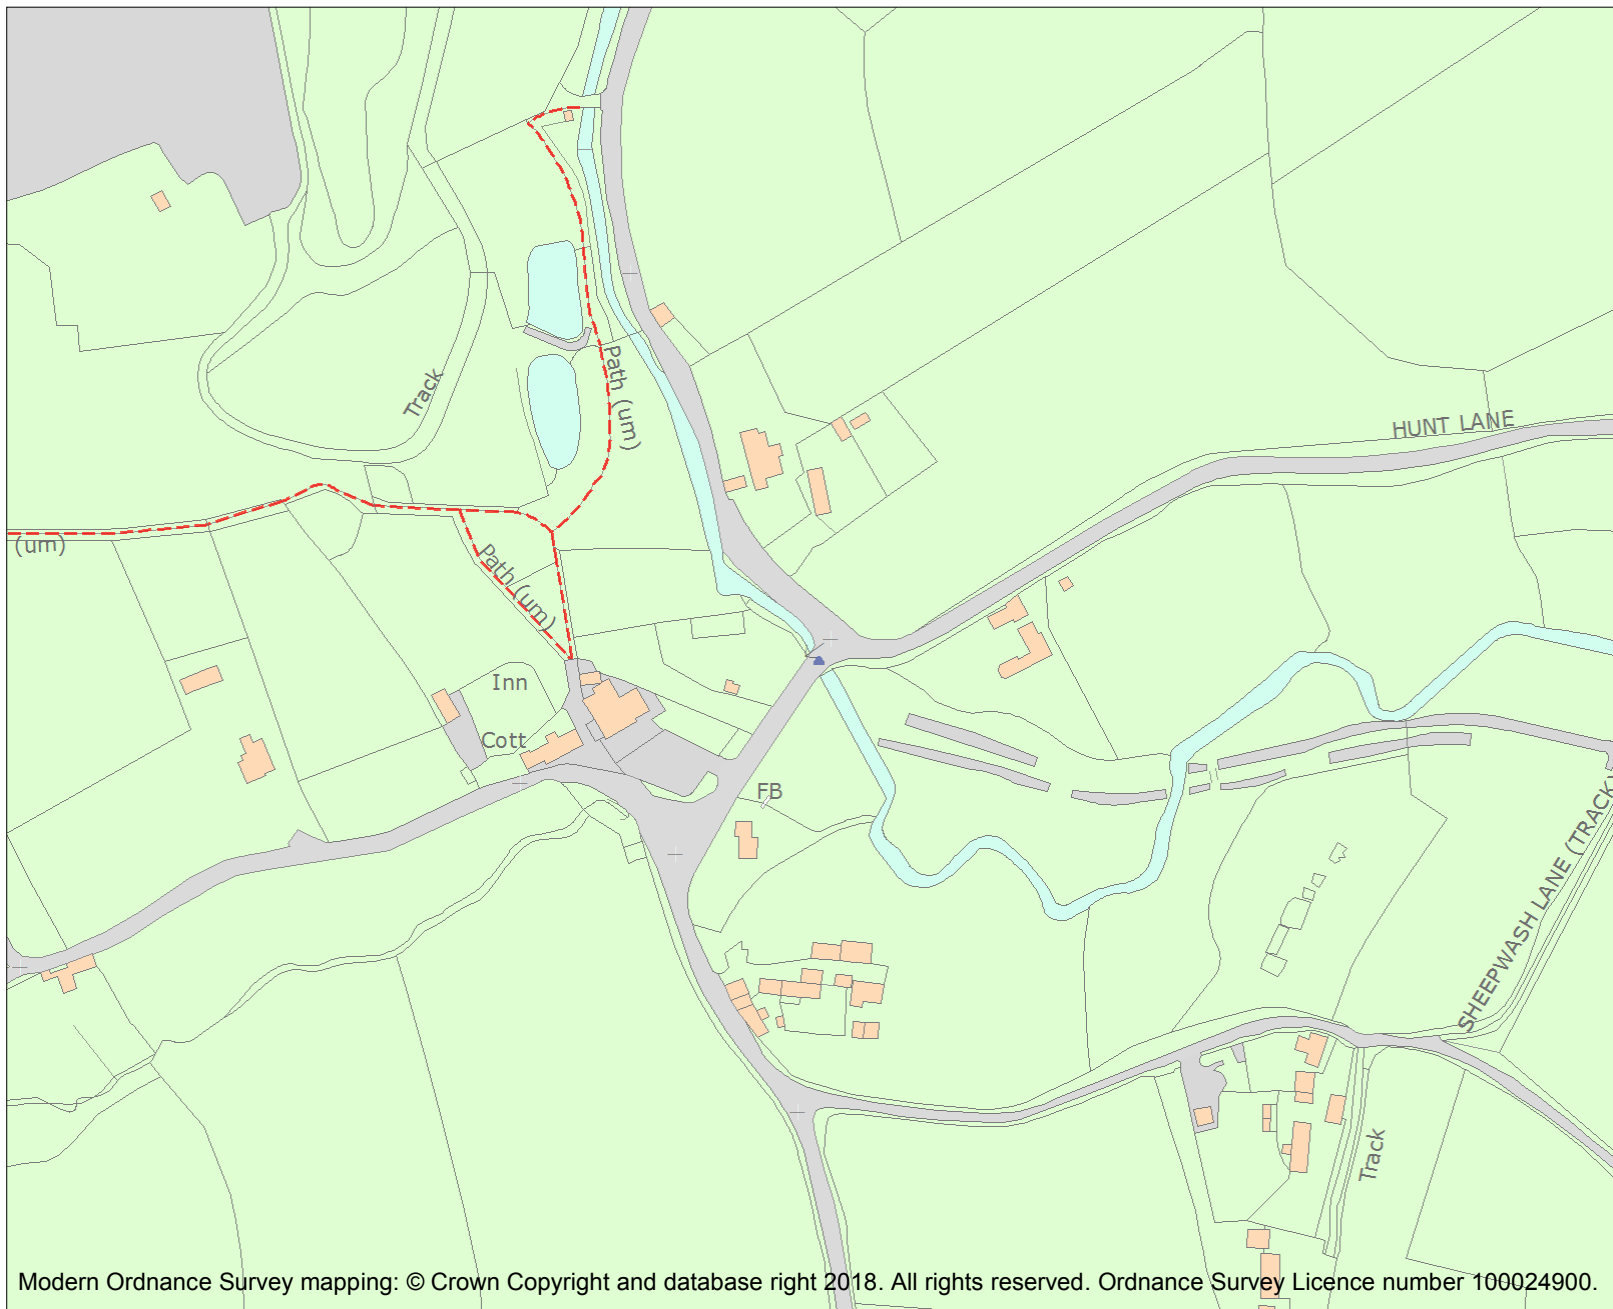 Track
Path (um)
HUNT LANE
(um)
Path (um)
Inn
Cott
FB
SHEEPWASH LANE (TRACK)
Track
Modern Ordnance Survey mapping: © Crown Copyright and database right 2018. All rights reserved. Ordnance Survey Licence number 100024900.